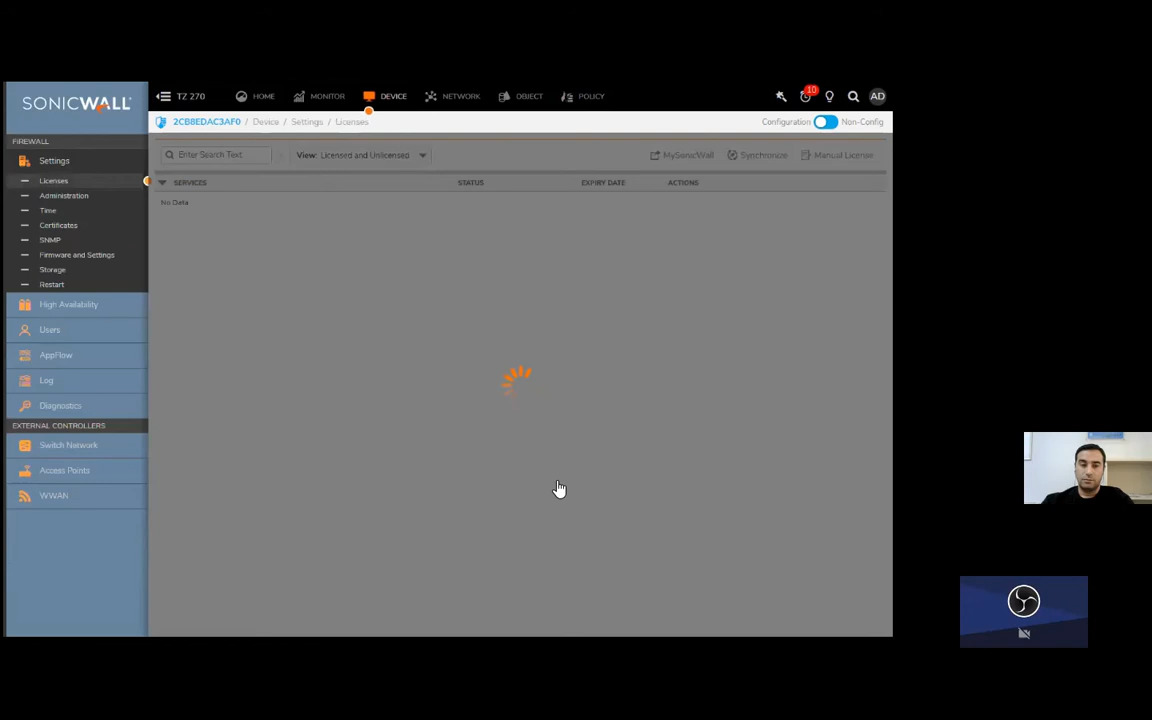 SONICWALL
TZ 270
HOME
MONITOR
DEVICE
NETWORK
OBJECT
POLICY
10
AD
2CB8EDAC3AF0 / Device / Settings / Licenses
Configuration
Non-Config
Enter Search Text
View: Licensed and Unlicensed
MySonicWall
Synchronize
Manual License
SERVICES
STATUS
EXPIRY DATE
ACTIONS
No Data
FIREWALL
Settings
Licenses
Administration
Time
Certificates
SNMP
Firmware and Settings
Storage
Restart
High Availability
Users
AppFlow
Log
Diagnostics
EXTERNAL CONTROLLERS
Switch Network
Access Points
WWAN